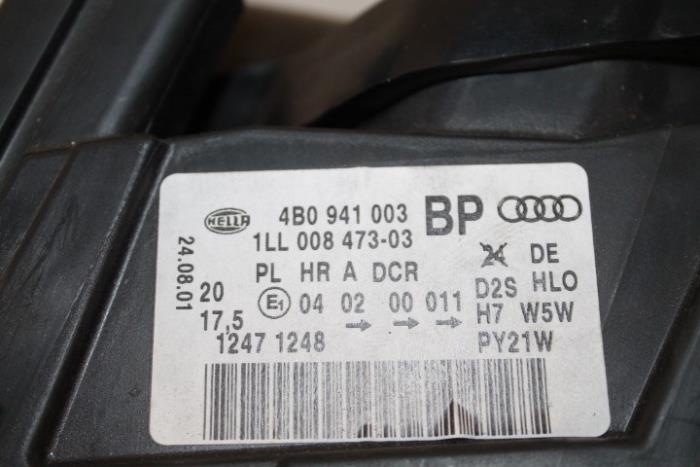 HELLA 4B0 941 003 BP
1LL 008 473-03
24.08.01
PL HR A DCR 24 DE
20 E1 04 02 00 011 D2S HLO
17,5 → → → H7 W5W
1247 1248 PY21W